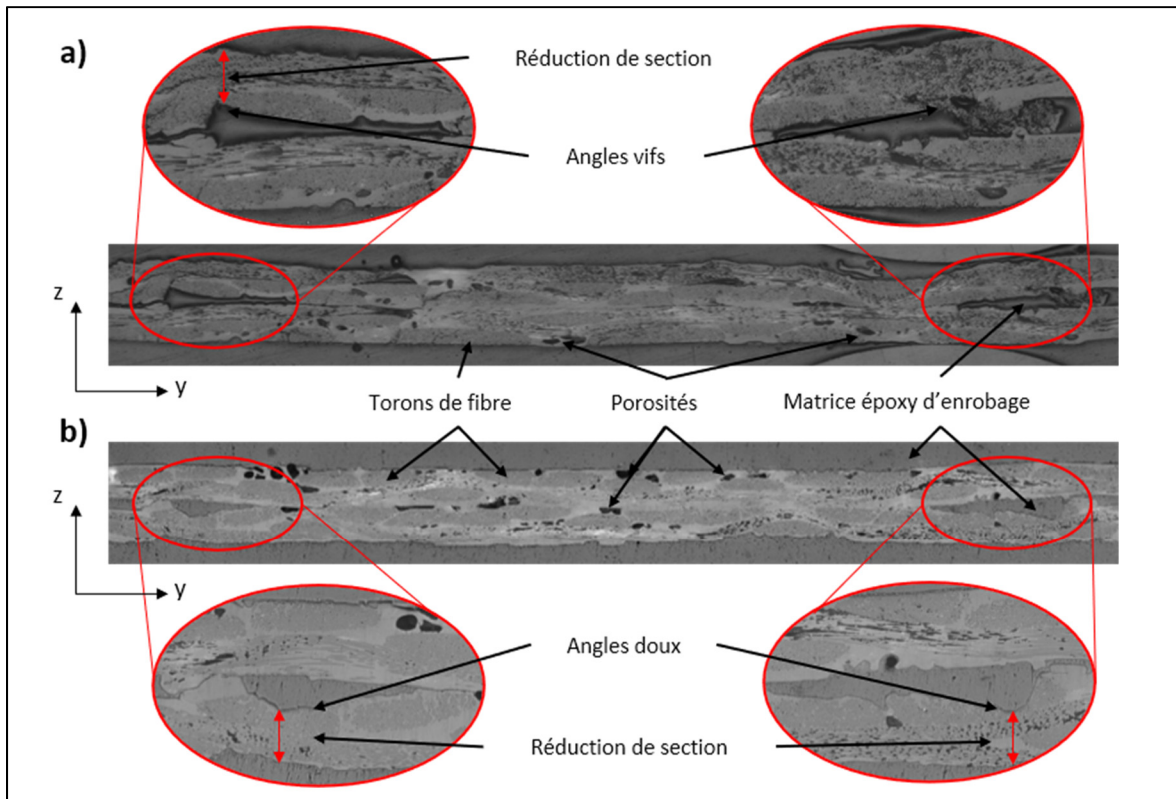 a)
Réduction de section
Angles vifs
z
y
Torons de fibre
Porosités
Matrice époxy d'enrobage
b)
z
y
Angles doux
Réduction de section